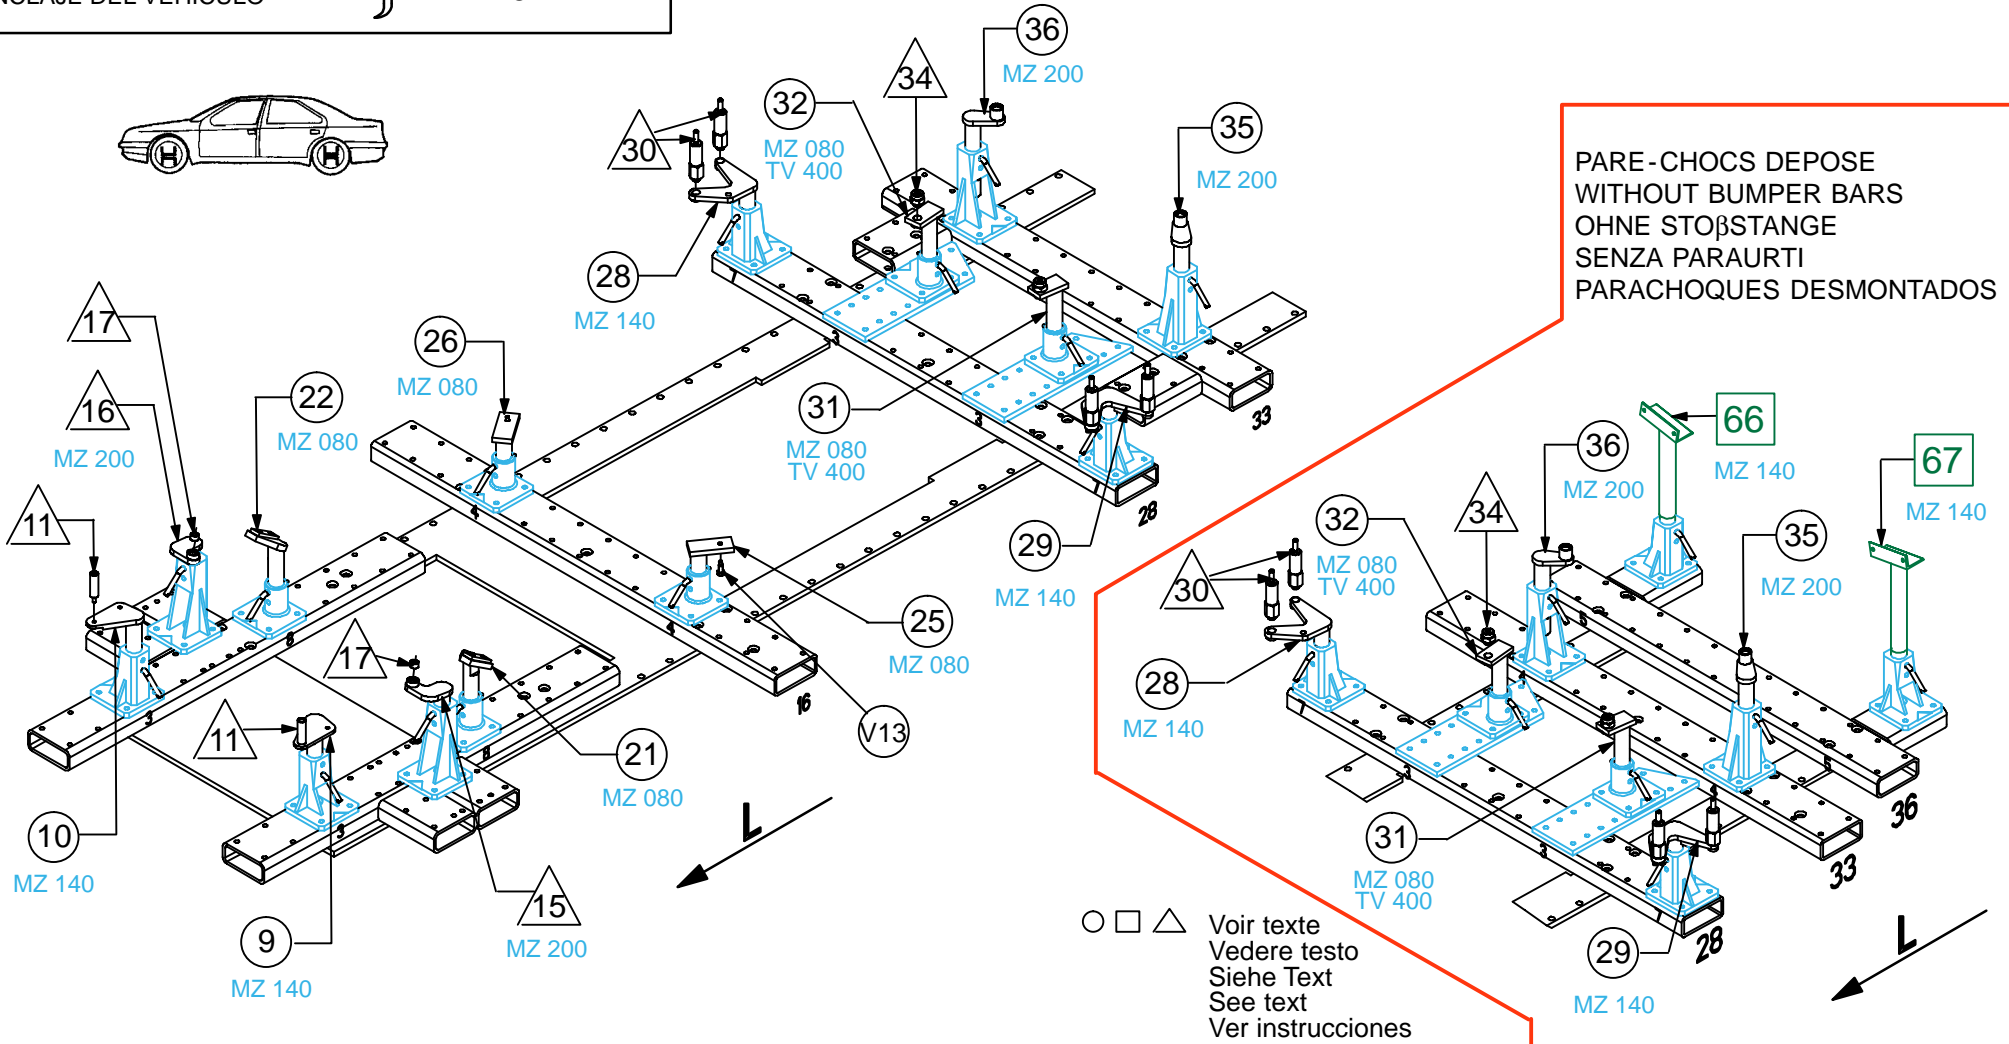 36
MZ 200
34
32
MZ 080
TV 400
30
35
MZ 200
28
MZ 140
PARE-CHOCS DEPOSE
WITHOUT BUMPER BARS
OHNE STOβSTANGE
SENZA PARAURTI
PARACHOQUES DESMONTADOS
17
26
MZ 080
16
MZ 200
22
MZ 080
31
MZ 080
TV 400
33
11
28
29
MZ 140
25
MZ 080
17
16
V13
11
21
MZ 080
10
MZ 140
9
MZ 140
15
MZ 200
L
66
MZ 140
67
MZ 140
36
MZ 200
34
32
MZ 080
TV 400
30
35
MZ 200
28
MZ 140
31
MZ 080
TV 400
36
33
28
29
MZ 140
L
Voir texte
Vedere testo
Siehe Text
See text
Ver instrucciones